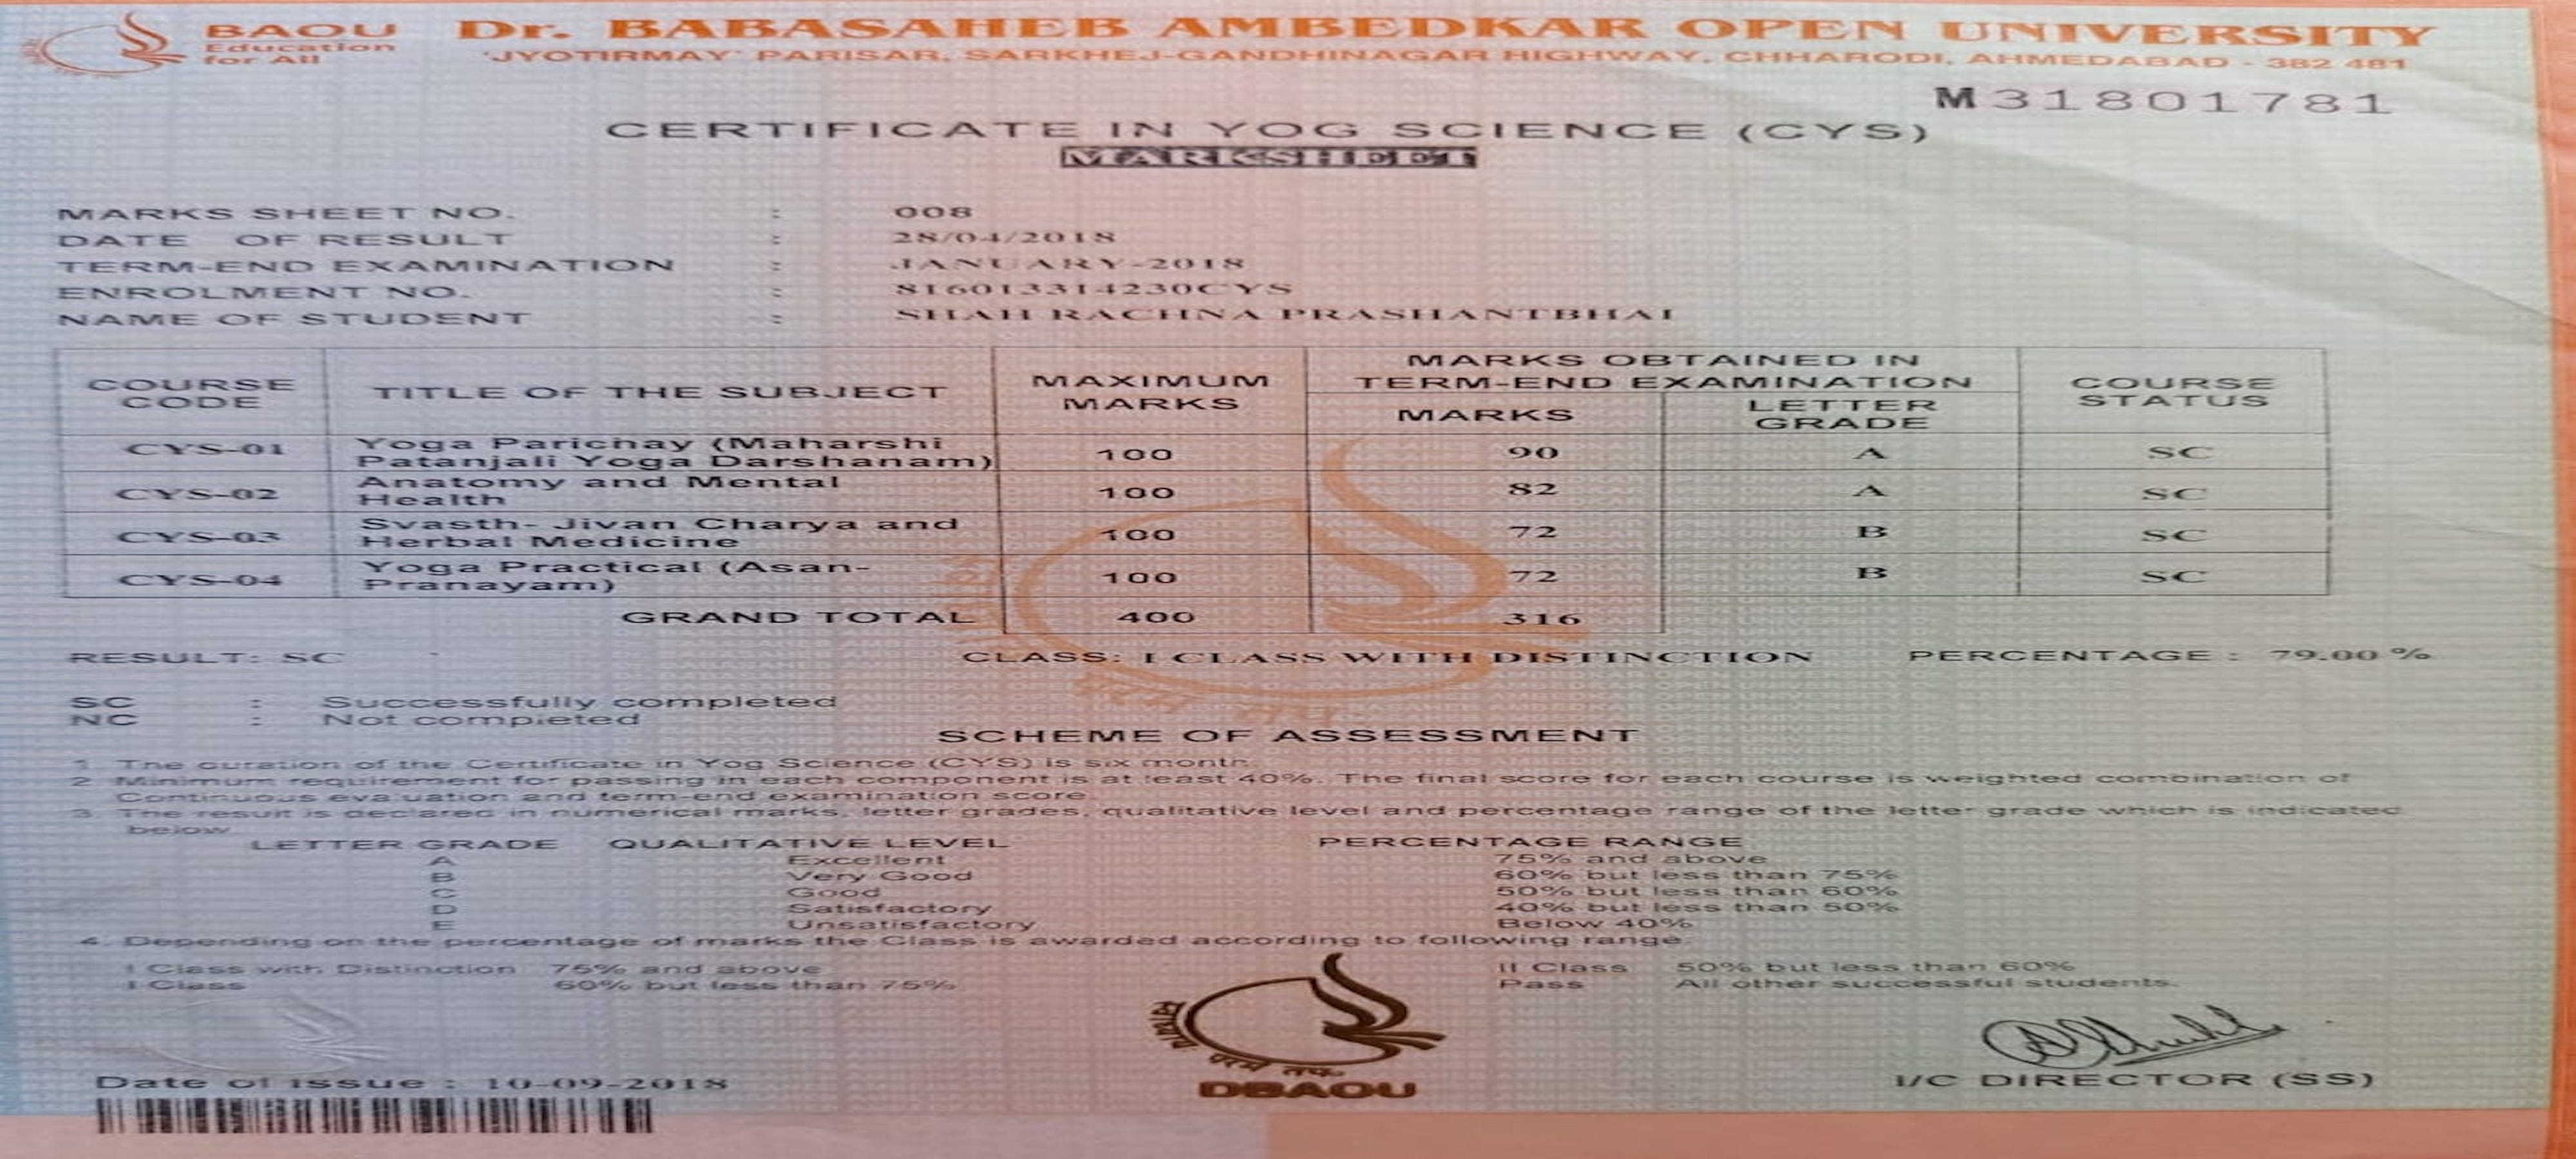 BAOU
Education
for All
Dr. BABASAHEB AMBEDKAR OPEN UNIVERSITY
'JYOTIRMAY' PARISAR, SARKHEJ-GANDHINAGAR HIGHWAY, CHHARODI, AHMEDABAD - 382 481
M31801781
CERTIFICATE IN YOG SCIENCE (CYS)
MARKSHEET
MARKS SHEET NO. : 008
DATE OF RESULT : 28/04/2018
TERM-END EXAMINATION : JANUARY-2018
ENROLMENT NO. : 816013314230CYS
NAME OF STUDENT : SHAH RACHNA PRASHANTBHAI
COURSE CODE TITLE OF THE SUBJECT MAXIMUM MARKS MARKS OBTAINED IN TERM-END EXAMINATION COURSE STATUS
MARKS LETTER GRADE
CYS-01 Yoga Parichay (Maharshi Patanjali Yoga Darshanam) 100 90 A SC
CYS-02 Anatomy and Mental Health 100 82 A SC
CYS-03 Svasth- Jivan Charya and Herbal Medicine 100 72 B SC
CYS-04 Yoga Practical (Asan-Pranayam) 100 72 B SC
GRAND TOTAL 400 316
RESULT: SC CLASS: I CLASS WITH DISTINCTION PERCENTAGE : 79.00 %
SC : Successfully completed
NC : Not completed
SCHEME OF ASSESSMENT
1. The duration of the Certificate in Yog Science (CYS) is six month.
2. Minimum requirement for passing in each component is at least 40%. The final score for each course is weighted combination of
Continuous evaluation and term-end examination score.
3. The result is declared in numerical marks, letter grades, qualitative level and percentage range of the letter grade which is indicated
below
LETTER GRADE QUALITATIVE LEVEL PERCENTAGE RANGE
A Excellent 75% and above
B Very Good 60% but less than 75%
C Good 50% but less than 60%
D Satisfactory 40% but less than 50%
E Unsatisfactory Below 40%
4. Depending on the percentage of marks the Class is awarded according to following range.
I Class with Distinction 75% and above II Class 50% but less than 60%
I Class 60% but less than 75% Pass All other successful students.
DBAOU
I/C DIRECTOR (SS)
Date of issue : 10-09-2018